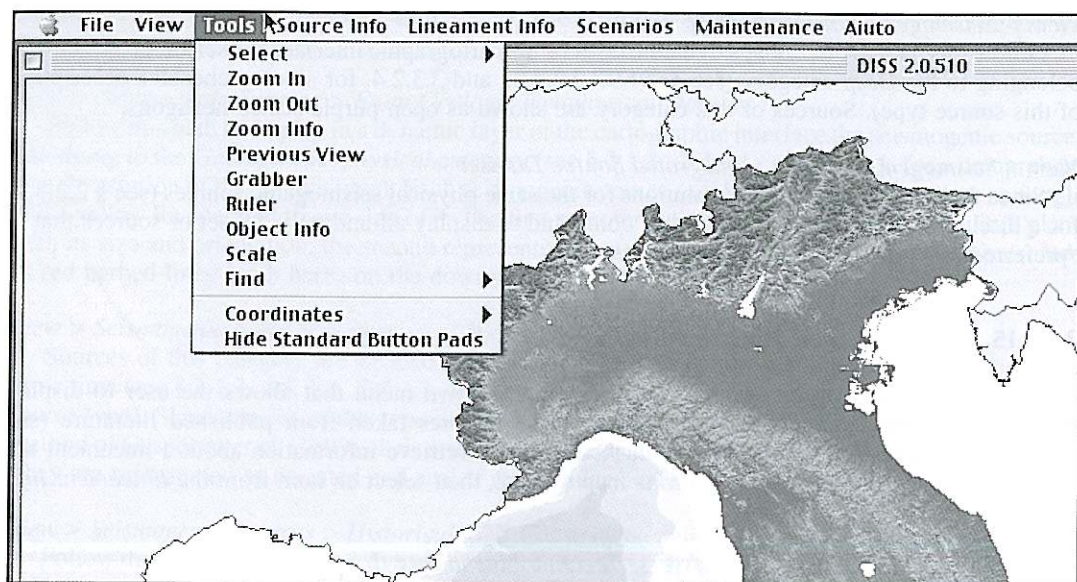 File View Tools Source Info Lineament Info Scenarios Maintenance Aiuto
DISS 2.0.510
Select
Zoom In
Zoom Out
Zoom Info
Previous View
Grabber
Ruler
Object Info
Scale
Find
Coordinates
Hide Standard Button Pads